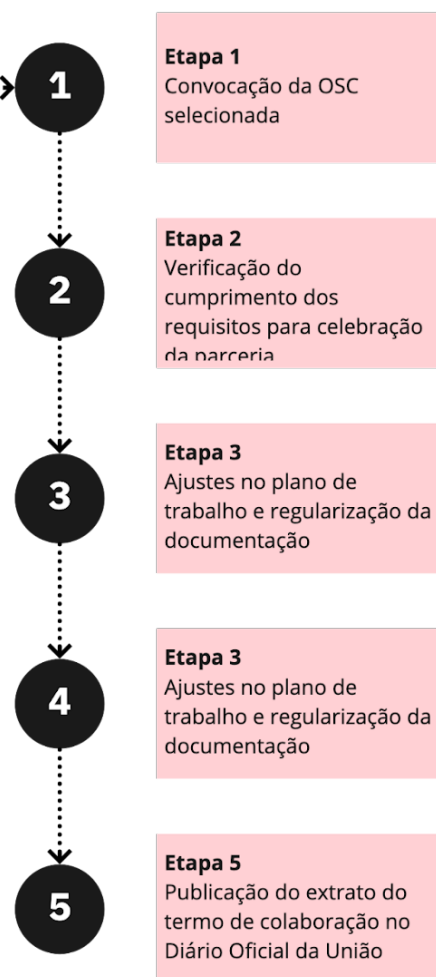 1
Etapa 1
Convocação da OSC
selecionada
2
Etapa 2
Verificação do
cumprimento dos
requisitos para celebração
da parceria
3
Etapa 3
Ajustes no plano de
trabalho e regularização da
documentação
4
Etapa 3
Ajustes no plano de
trabalho e regularização da
documentação
5
Etapa 5
Publicação do extrato do
termo de colaboração no
Diário Oficial da União